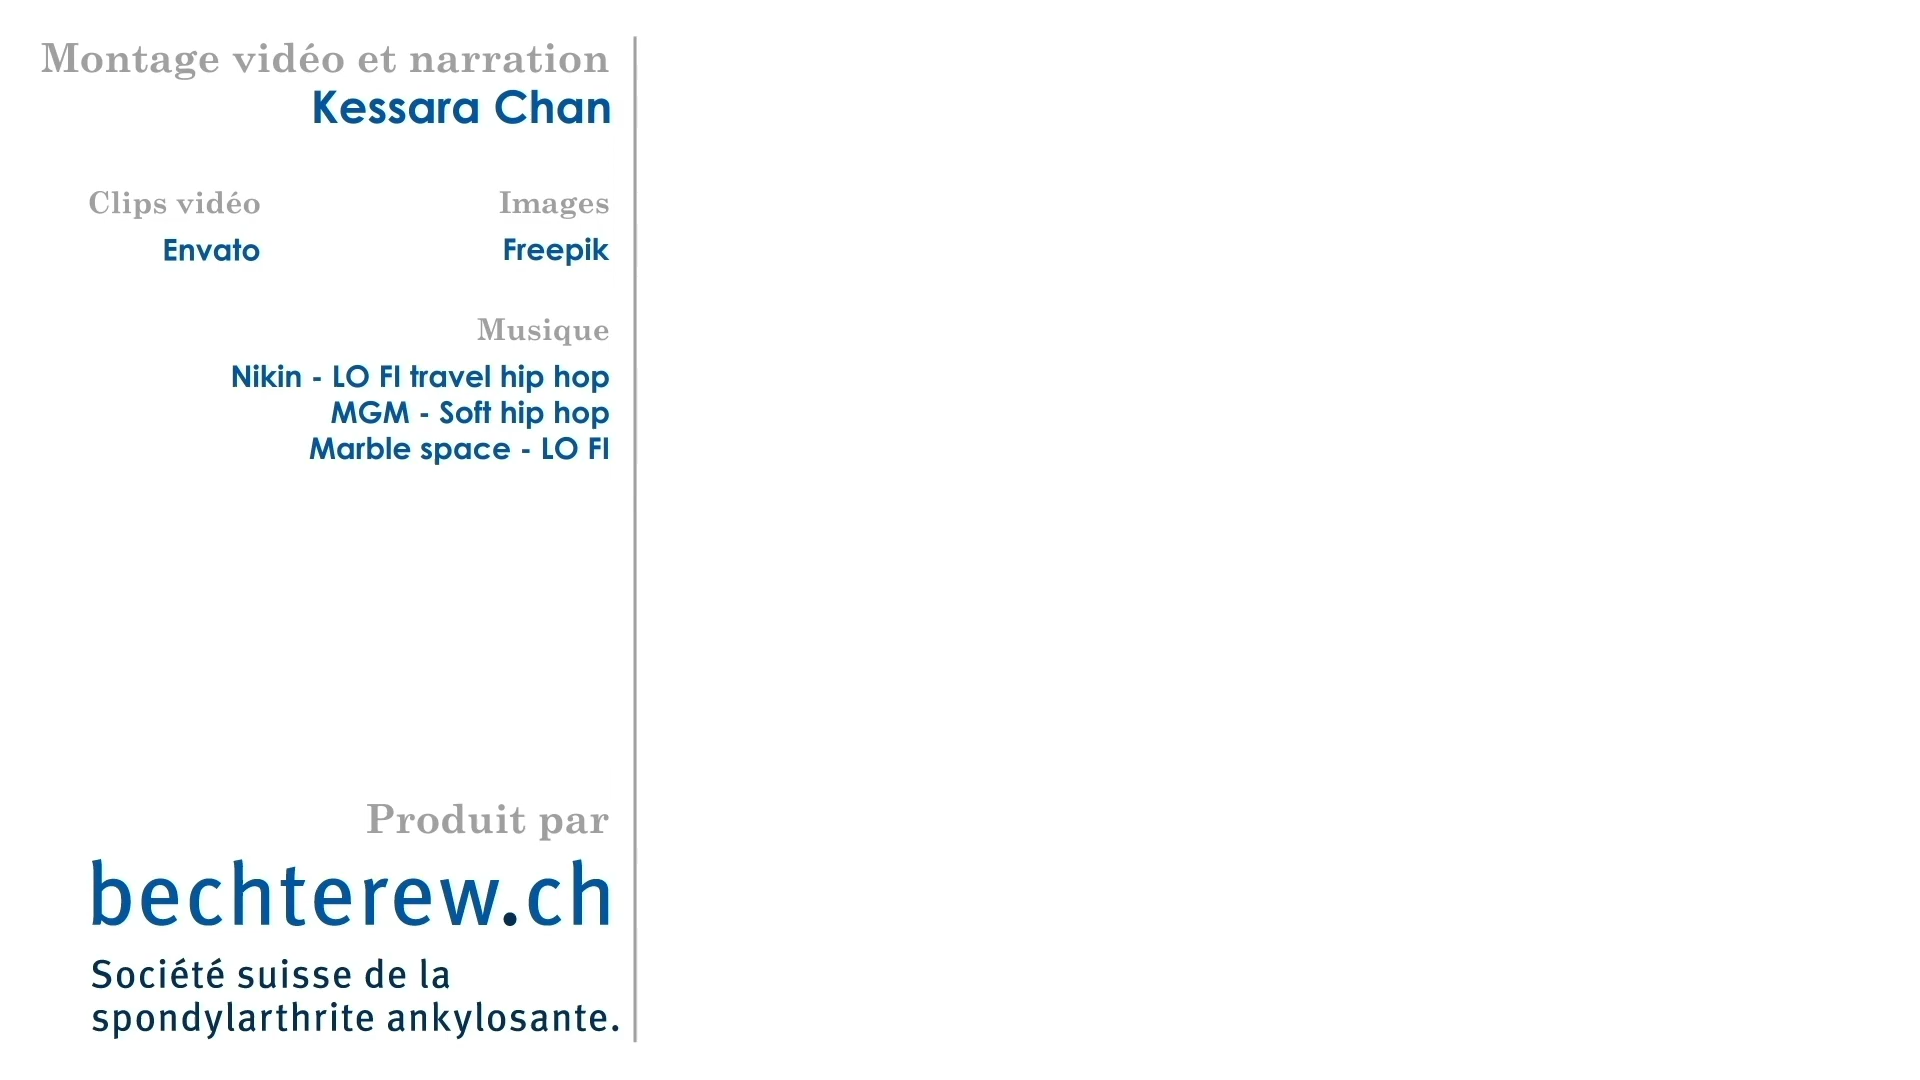 Montage vidéo et narration
Kessara Chan
Clips vidéo
Envato
Images
Freepik
Musique
Nikin - LO FI travel hip hop
MGM - Soft hip hop
Marble space - LO FI
Produit par
bechterew.ch
Société suisse de la
spondylarthrite ankylosante.